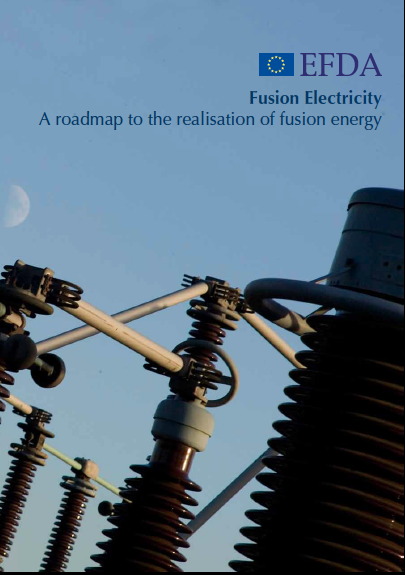 EFDA
Fusion Electricity
A roadmap to the realisation of fusion energy